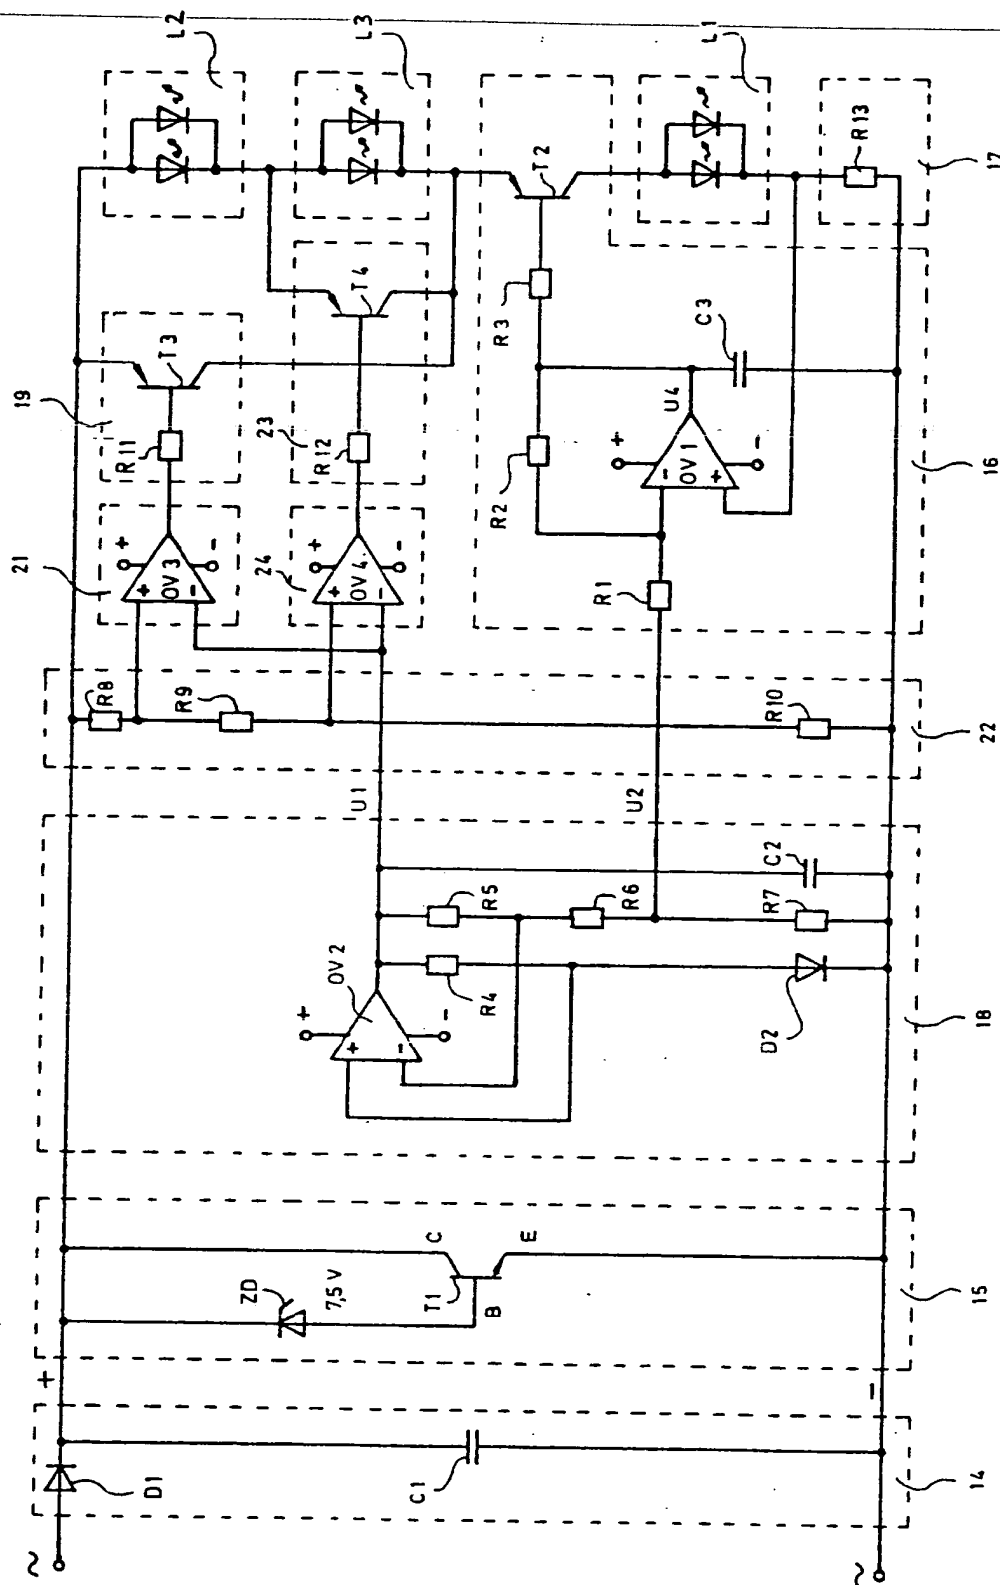 L2
L3
L1
R13
17
T2
T4
T3
19
R11
23
R12
R3
C3
R2
U4
+
-
-
OV1
+
16
21
+
-
+
OV3
-
24
+
-
+
OV4
-
R1
R8
R9
R10
22
U1
U2
C2
R5
R6
R7
OV2
+
-
+
-
R4
D2
18
C
E
ZD
7,5 V
T1
B
15
+
-
D1
C1
14
~
~